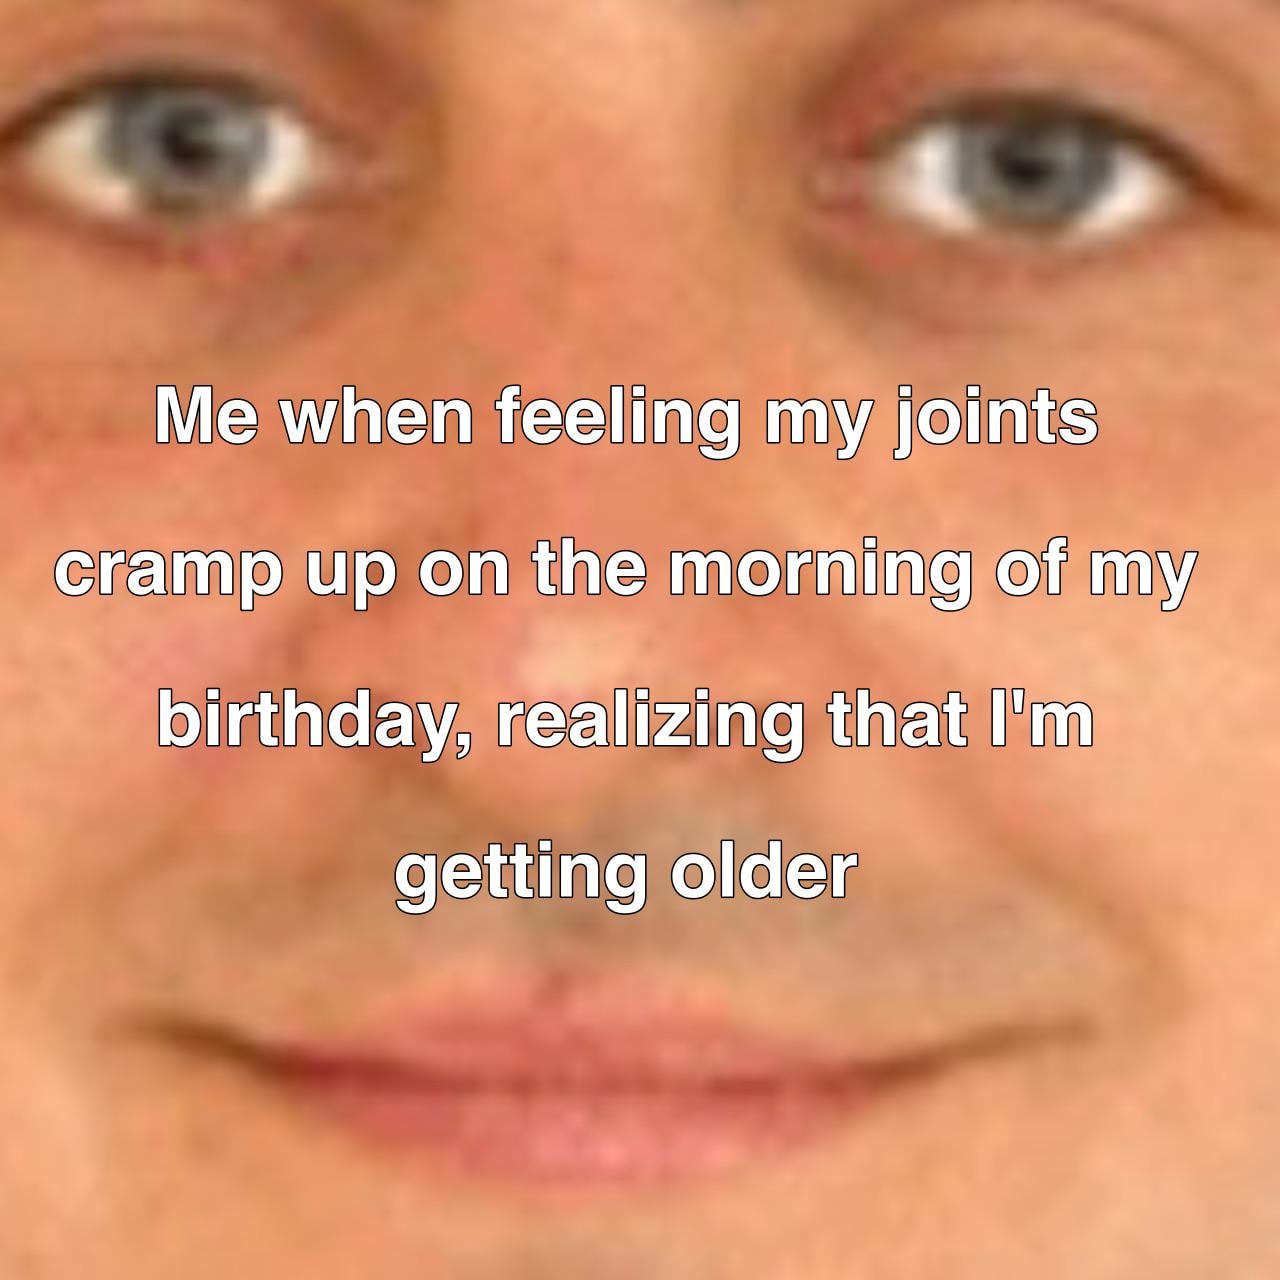 Me when feeling my joints
cramp up on the morning of my
birthday, realizing that I'm
getting older